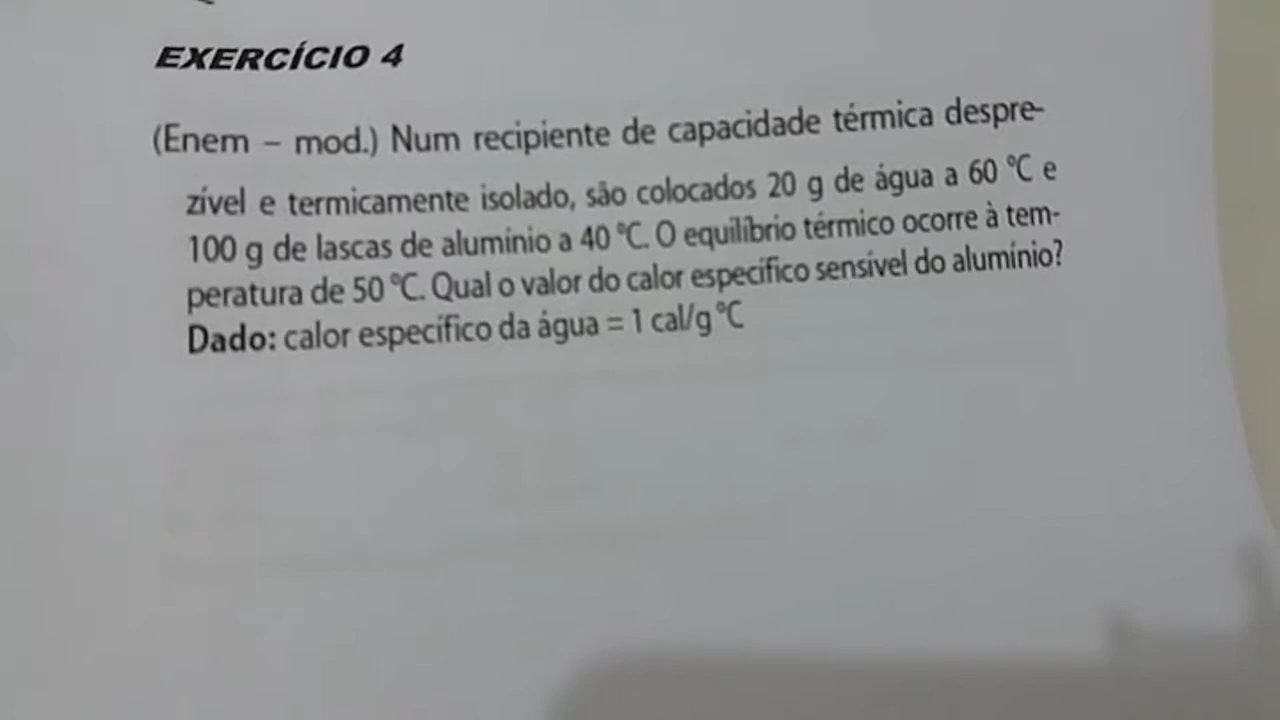 EXERCÍCIO 4
(Enem – mod.) Num recipiente de capacidade térmica despre-
zível e termicamente isolado, são colocados 20 g de água a 60 °C e
100 g de lascas de alumínio a 40 °C. O equilíbrio térmico ocorre à tem-
peratura de 50 °C. Qual o valor do calor específico sensível do alumínio?
Dado: calor específico da água = 1 cal/g °C